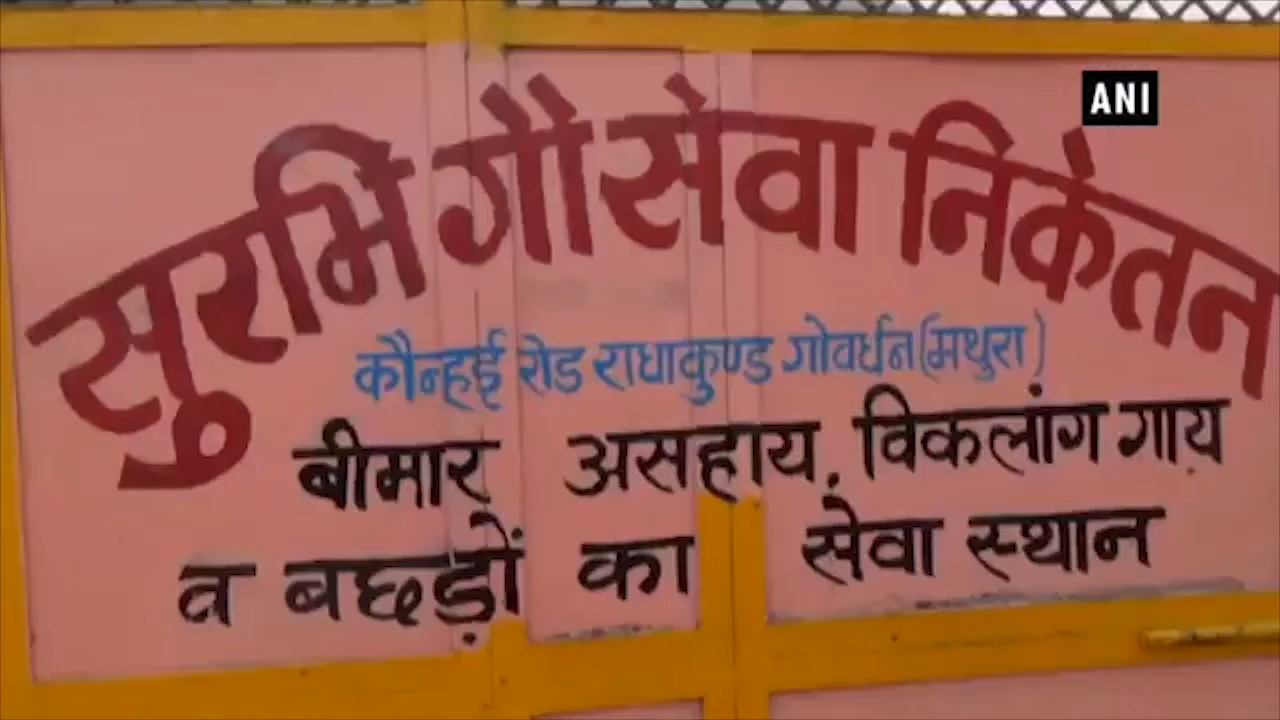 ANI
सुरभि गौसेवा निकेतन
कौन्हई रोड राधाकुण्ड गोवर्धन(मथुरा)
बीमार, असहाय, विकलांग गाय़
व बछड़ों का सेवा स्थान